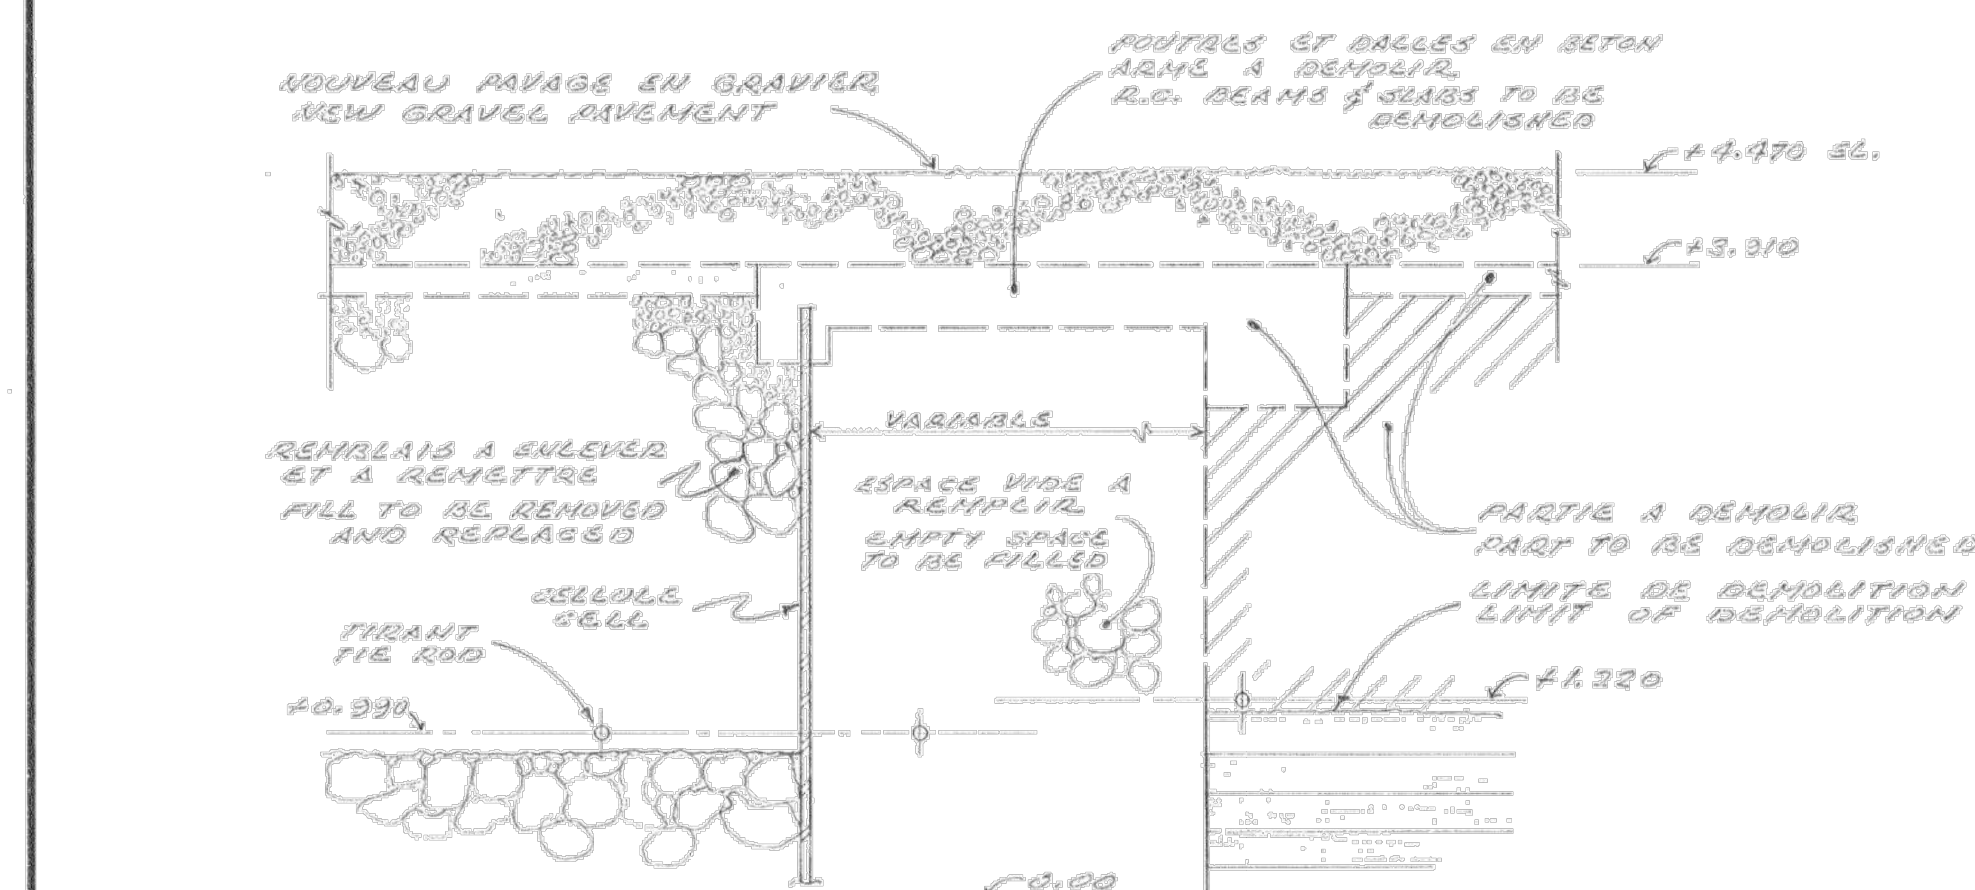 NOUVEAU PAVAGE EN GRAVIER
NEW GRAVEL PAVEMENT
POUTRES ET DALLES EN BETON
ARME A DEMOLIR
R.C. BEAMS & SLABS TO BE
DEMOLISHED
+4.470 SL.
+3.910
VARIABLE
REMBLAIS A ENLEVER
ET A REMETTRE
FILL TO BE REMOVED
AND REPLACED
ESPACE VIDE A
REMPLIR
EMPTY SPACE
TO BE FILLED
PARTIE A DEMOLIR
PART TO BE DEMOLISHED
CELLULE
CELL
LIMITE DE DEMOLITION
LIMIT OF DEMOLITION
TIRANT
TIE ROD
+1.220
+0.990
0.00